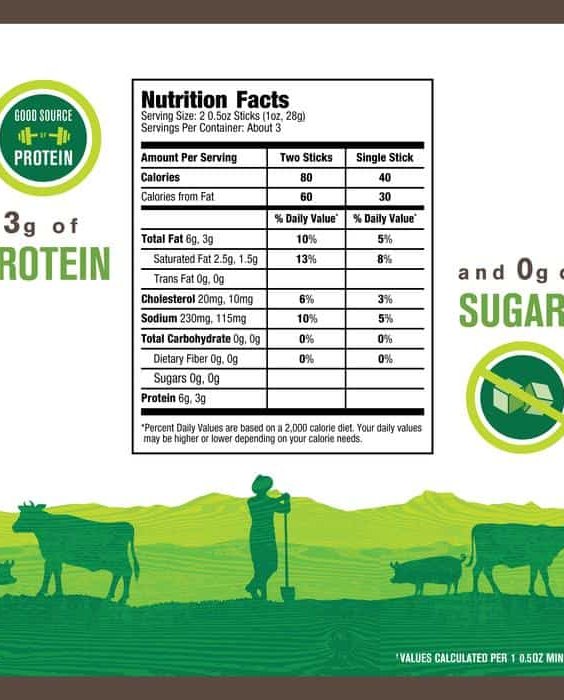 GOOD SOURCE
OF
PROTEIN
3g of
ROTEIN
Nutrition Facts
Serving Size: 2 0.5oz Sticks (1oz, 28g)
Servings Per Container: About 3
Amount Per Serving Two Sticks Single Stick
Calories 80 40
Calories from Fat 60 30
% Daily Value* % Daily Value*
Total Fat 6g, 3g 10% 5%
Saturated Fat 2.5g, 1.5g 13% 8%
Trans Fat 0g, 0g
Cholesterol 20mg, 10mg 6% 3%
Sodium 230mg, 115mg 10% 5%
Total Carbohydrate 0g, 0g 0% 0%
Dietary Fiber 0g, 0g 0% 0%
Sugars 0g, 0g
Protein 6g, 3g
*Percent Daily Values are based on a 2,000 calorie diet. Your daily values
may be higher or lower depending on your calorie needs.
and 0g o
SUGAR
*VALUES CALCULATED PER 1 0.5OZ MIN